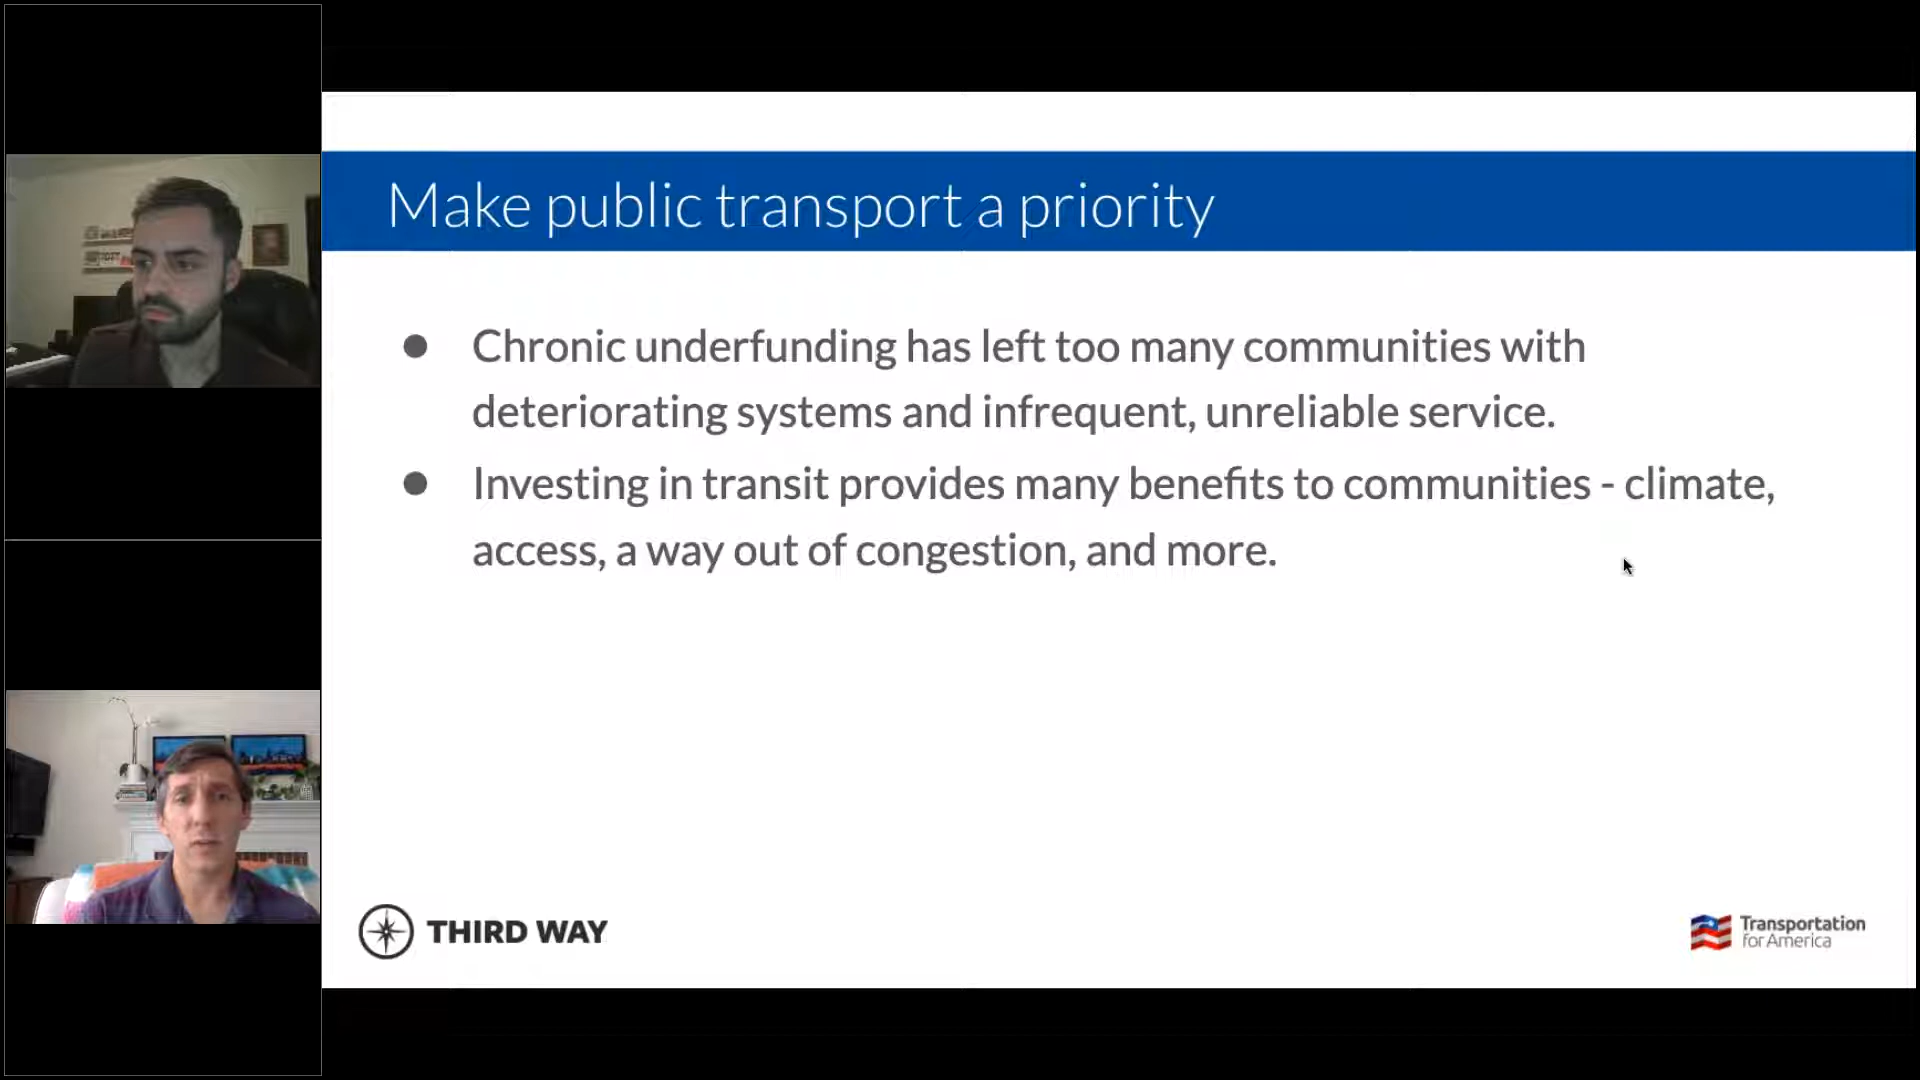 Make public transport a priority
● Chronic underfunding has left too many communities with
deteriorating systems and infrequent, unreliable service.
● Investing in transit provides many benefits to communities - climate,
access, a way out of congestion, and more.
THIRD WAY
Transportation
for America